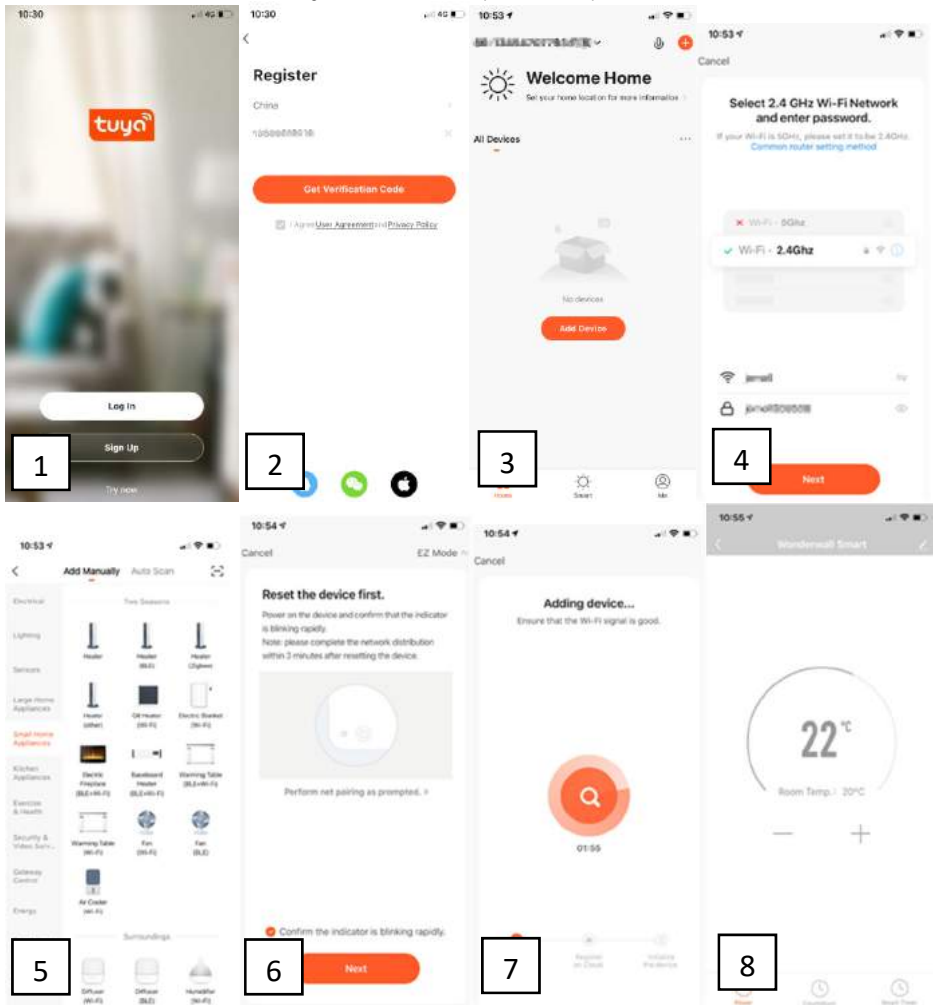 10:30
4G
tuya
Log In
Sign Up
Try now
1
10:30
4G
Register
China
Get Verification Code
I Agree User Agreement and Privacy Policy
2
10:53
Welcome Home
Set your home location for more information
All Devices
No devices
Add Device
Home
Smart
Me
3
10:53
Cancel
Select 2.4 GHz Wi-Fi Network
and enter password.
If your Wi-Fi is 5GHz, please set it to be 2.4GHz.
Common router setting method
Wi-Fi - 5Ghz
Wi-Fi - 2.4Ghz
Next
4
10:53
Add Manually
Auto Scan
Electrical
Lighting
Sensors
Large Home
Appliances
Small Home
Appliances
Kitchen
Appliances
Exercise
& Health
Security &
Video Surv...
Gateway
Control
Energy
Two Seasons
Heater
Heater
(BLE)
Heater
(Zigbee)
Heater
(other)
Oil Heater
(Wi-Fi)
Electric Blanket
(Wi-Fi)
Electric
Fireplace
(BLE+Wi-Fi)
Baseboard
Heater
(BLE+Wi-Fi)
Warming Table
(BLE+Wi-Fi)
Warming Table
(Wi-Fi)
Fan
(Wi-Fi)
Fan
(BLE)
Air Cooler
(Wi-Fi)
Surroundings
Diffuser
(Wi-Fi)
Diffuser
(BLE)
Humidifier
(Wi-Fi)
5
10:54
Cancel
EZ Mode
Reset the device first.
Power on the device and confirm that the indicator
is blinking rapidly.
Note: please complete the network distribution
within 3 minutes after resetting the device.
Perform net pairing as prompted.
Confirm the indicator is blinking rapidly.
Next
6
10:54
Cancel
Adding device...
Ensure that the Wi-Fi signal is good.
01:55
Register
on Cloud
Initialize
the device
7
10:55
Wonderwall Smart
22°C
Room Temp.: 20°C
Power
Countdown
8